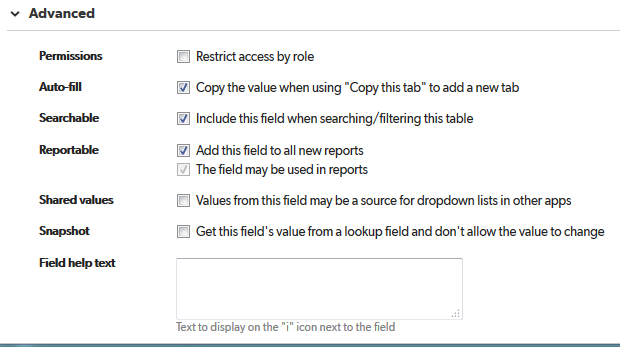 Advanced
Permissions Restrict access by role
Auto-fill Copy the value when using "Copy this tab" to add a new tab
Searchable Include this field when searching/filtering this table
Reportable Add this field to all new reports
The field may be used in reports
Shared values Values from this field may be a source for dropdown lists in other apps
Snapshot Get this field's value from a lookup field and don't allow the value to change
Field help text
Text to display on the "i" icon next to the field